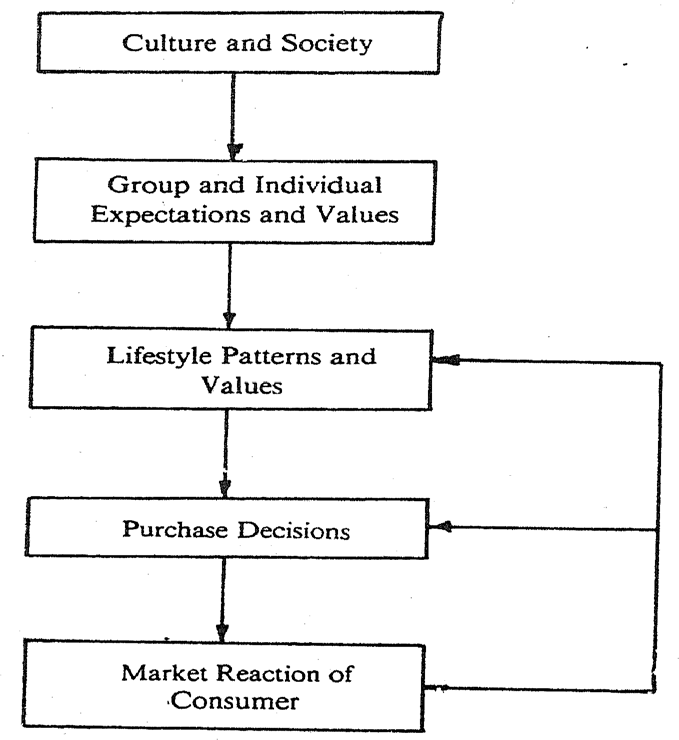 Culture and Society
Group and Individual
Expectations and Values
Lifestyle Patterns and
Values
Purchase Decisions
Market Reaction of
Consumer